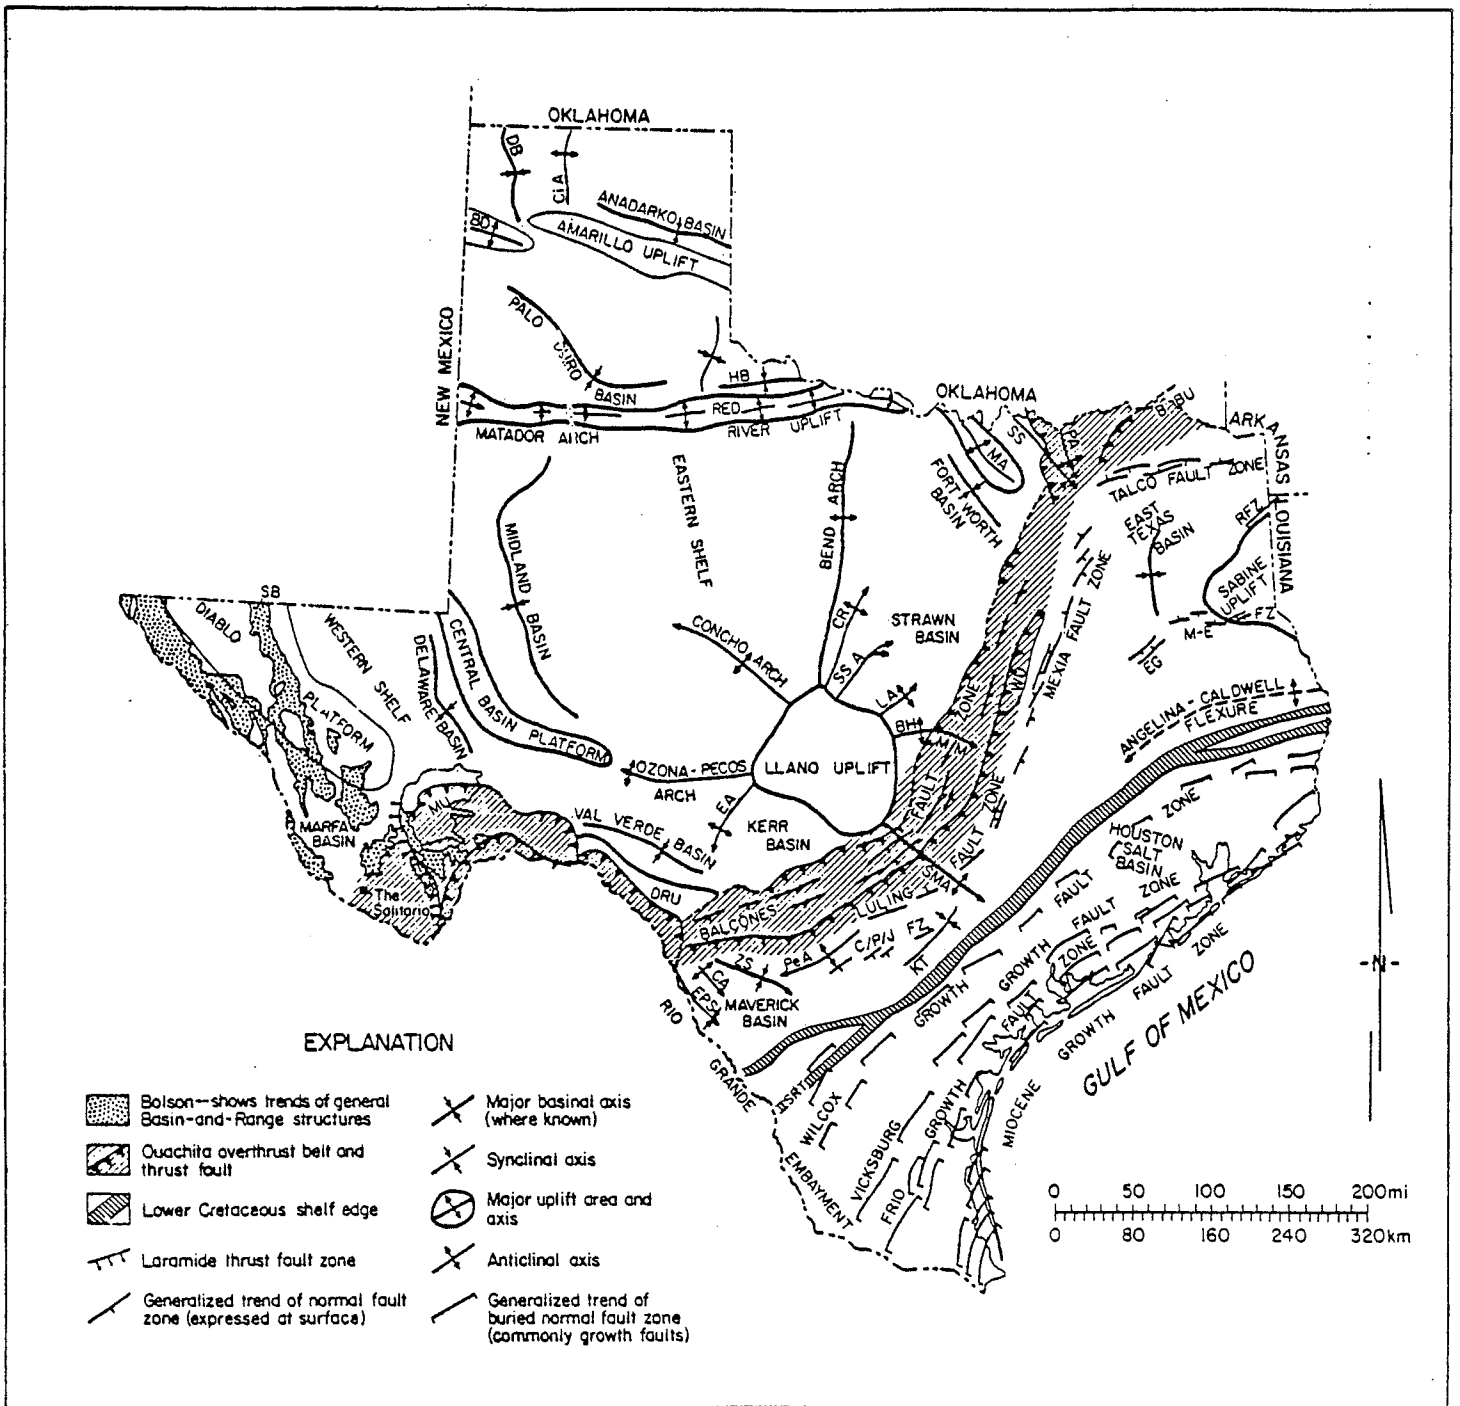 OKLAHOMA
DB
CiA
ANADARKO BASIN
BD
AMARILLO UPLIFT
NEW MEXICO
PALO
DURO
BASIN
HB
RED
RIVER UPLIFT
MATADOR ARCH
OKLAHOMA
SS
PA
BOBU
ARKANSAS
LOUISIANA
MA
FORT WORTH
BASIN
TALCO FAULT ZONE
EASTERN SHELF
BEND ARCH
MIDLAND
BASIN
EAST
TEXAS
BASIN
RFZ
SABINE
UPLIFT
M-E FZ
EG
MEXIA FAULT ZONE
SB
DIABLO
PLATFORM
WESTERN SHELF
DELAWARE BASIN
CENTRAL BASIN PLATFORM
CONCHO ARCH
CR
SS A
STRAWN
BASIN
LA
BH
M M
WU
ANGELINA-CALDWELL
FLEXURE
OZONA-PECOS
ARCH
LLANO UPLIFT
EA
KERR
BASIN
VAL VERDE BASIN
DRU
MU
MARFA
BASIN
The
Solitario
BALCONES
FAULT
ZONE
LULING
FAULT
ZONE
SMA
ZS
PeA
C/P/J FZ
KT
CA
EPS
MAVERICK
BASIN
RIO
GRANDE
EMBAYMENT
HOUSTON
SALT
BASIN
WILCOX
GROWTH
FAULT
ZONE
VICKSBURG
GROWTH
FAULT
ZONE
FRIO
GROWTH
FAULT
ZONE
MIOCENE
GROWTH
FAULT
ZONE
GULF OF MEXICO
-N-
EXPLANATION
Bolson—shows trends of general
Basin-and-Range structures
Ouachita overthrust belt and
thrust fault
Lower Cretaceous shelf edge
Laramide thrust fault zone
Generalized trend of normal fault
zone (expressed at surface)
Major basinal axis
(where known)
Synclinal axis
Major uplift area and
axis
Anticlinal axis
Generalized trend of
buried normal fault zone
(commonly growth faults)
0 50 100 150 200mi
0 80 160 240 320km